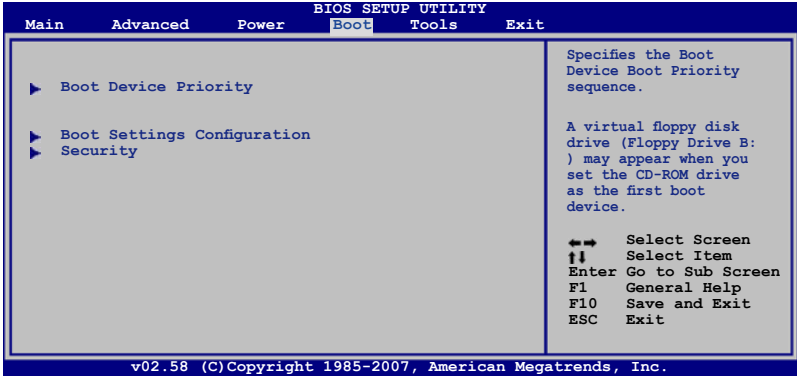 BIOS SETUP UTILITY
Main Advanced Power Boot Tools Exit
Boot Device Priority
Boot Settings Configuration
Security
Specifies the Boot
Device Boot Priority
sequence.
A virtual floppy disk
drive (Floppy Drive B:
) may appear when you
set the CD-ROM drive
as the first boot
device.
Select Screen
Select Item
Enter Go to Sub Screen
F1 General Help
F10 Save and Exit
ESC Exit
v02.58 (C)Copyright 1985-2007, American Megatrends, Inc.